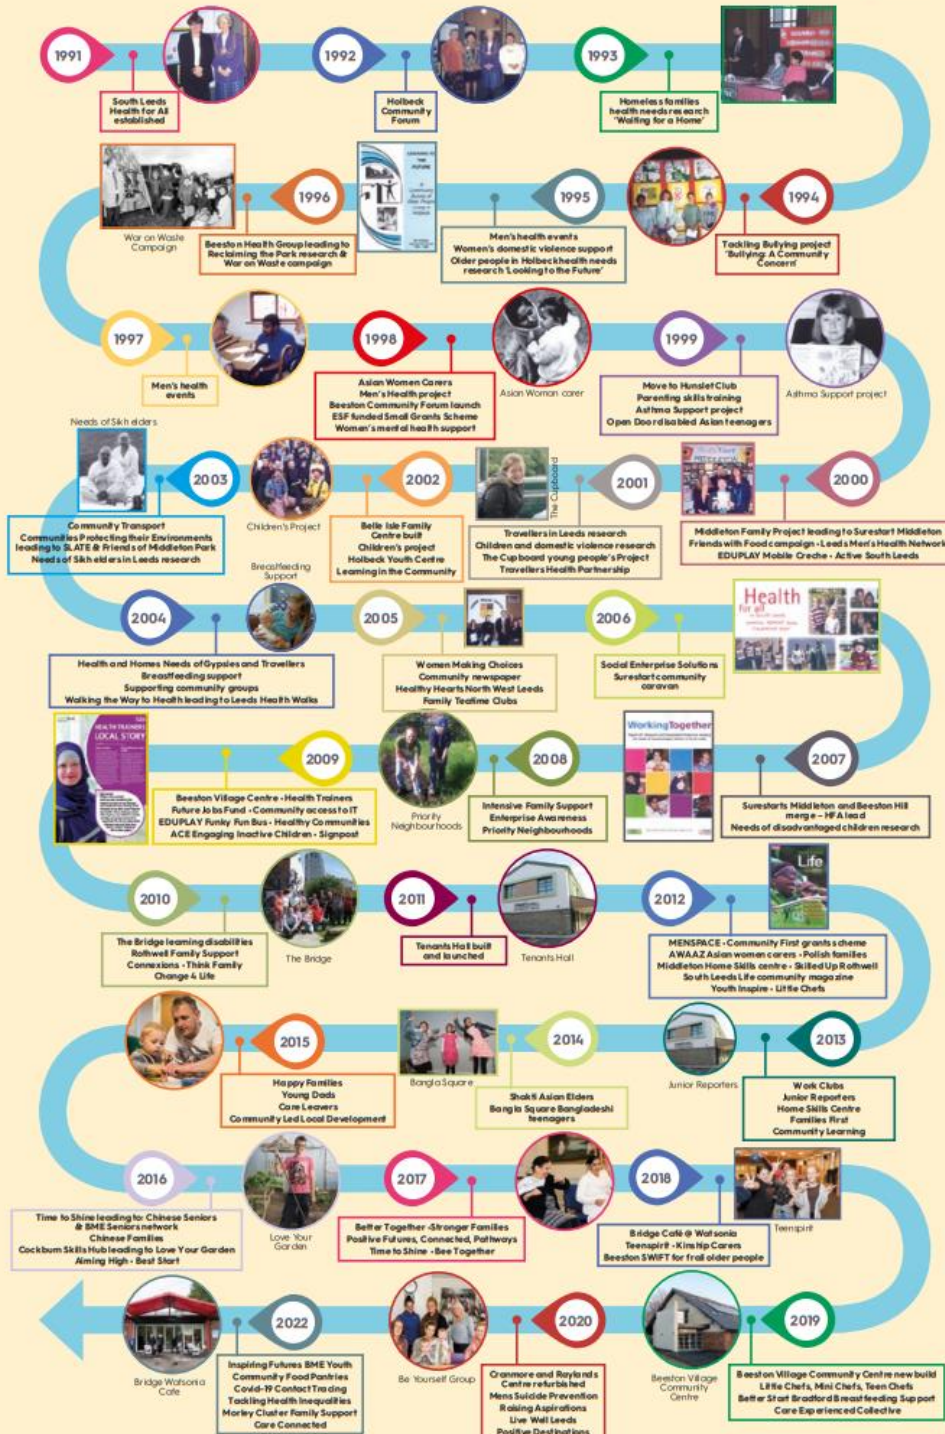 1991
South Leeds
Health for All
established
1992
Holbeck
Community
Forum
1993
Homeless families
health needs research
'Waiting for a Home'
1994
Tackling Bullying project
'Bullying: A Community
Concern'
1995
Men's health events
Women's domestic violence support
Older people in Holbeck health needs
research 'Looking to the Future'
1996
Beeston Health Group leading to
Reclaiming the Park research &
War on Waste campaign
War on Waste
Campaign
1997
Men's health
events
1998
Asian Women Carers
Men's Health project
Beeston Community Forum launch
ESF funded Small Grants Scheme
Women's mental health support
Asian Woman carer
1999
Move to Hunslet Club
Parenting skills training
Asthma Support project
Open Door disabled Asian teenagers
Asthma Support project
2000
Middleton Family Project leading to Surestart Middleton
Friends with Food campaign - Leeds Men's Health Network
EDUPLAY Mobile Creche - Active South Leeds
2001
The Cupboard
Travellers in Leeds research
Children and domestic violence research
The Cupboard young people's Project
Travellers Health Partnership
2002
Belle Isle Family
Centre built
Children's project
Holbeck Youth Centre
Learning in the Community
Children's Project
2003
Needs of Sikh elders
Community Transport
Communities Protecting their Environments
leading to SLATE & Friends of Middleton Park
Needs of Sikh elders in Leeds research
2004
Health and Homes Needs of Gypsies and Travellers
Breastfeeding support
Supporting community groups
Walking the Way to Health leading to Leeds Health Walks
Breastfeeding
Support
2005
Women Making Choices
Community newspaper
Healthy Hearts North West Leeds
Family Teatime Clubs
2006
Social Enterprise Solutions
Surestart community
caravan
Health
for all
2007
Surestarts Middleton and Beeston Hill
merge – HFA lead
Needs of disadvantaged children research
WorkingTogether
2008
Intensive Family Support
Enterprise Awareness
Priority Neighbourhoods
Priority
Neighbourhoods
2009
Beeston Village Centre - Health Trainers
Future Jobs Fund - Community access to IT
EDUPLAY Funky Fun Bus - Healthy Communities
ACE Engaging Inactive Children - Signpost
HEALTH TRAINERS
LOCAL STORY
2010
The Bridge learning disabilities
Rothwell Family Support
Connexions - Think Family
Change 4 Life
The Bridge
2011
Tenants Hall built
and launched
Tenants Hall
2012
Life
MENSPACE - Community First grants scheme
AWAAZ Asian women carers - Polish families
Middleton Home Skills centre - Skilled Up Rothwell
South Leeds Life community magazine
Youth Inspire - Little Chefs
2013
Work Clubs
Junior Reporters
Home Skills Centre
Families First
Community Learning
Junior Reporters
2014
Shakti Asian Elders
Bangla Square Bangladeshi
teenagers
Bangla Square
2015
Happy Families
Young Dads
Care Leavers
Community Led Local Development
2016
Time to Shine leading to: Chinese Seniors
& BME Seniors network
Chinese Families
Cockburn Skills Hub leading to Love Your Garden
Aiming High - Best Start
Love Your
Garden
2017
Better Together - Stronger Families
Positive Futures, Connected, Pathways
Time to Shine - Bee Together
2018
Bridge Café @ Watsonia
Teenspirit - Kinship Carers
Beeston SWIFT for frail older people
Teenspirit
2019
Beeston Village Community Centre new build
Little Chefs, Mini Chefs, Teen Chefs
Better Start Bradford Breastfeeding Support
Care Experienced Collective
Beeston Village
Community
Centre
2020
Cranmore and Raylands
Centre refurbished
Mens Suicide Prevention
Raising Aspirations
Live Well Leeds
Positive Destinations
Be Yourself Group
2022
Inspiring Futures BME Youth
Community Food Pantries
Covid-19 Contact Tracing
Tackling Health Inequalities
Morley Cluster Family Support
Care Connected
Bridge Watsonia
Cafe